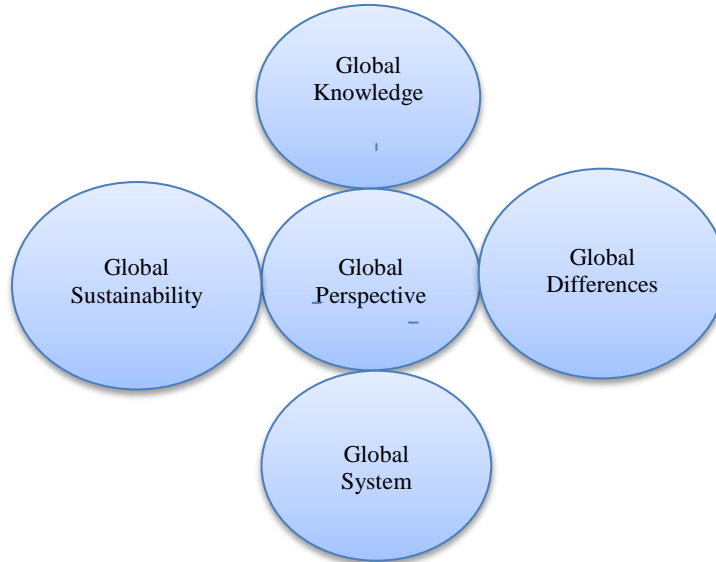 Global
Knowledge
Global
Sustainability
Global
Perspective
Global
Differences
Global
System